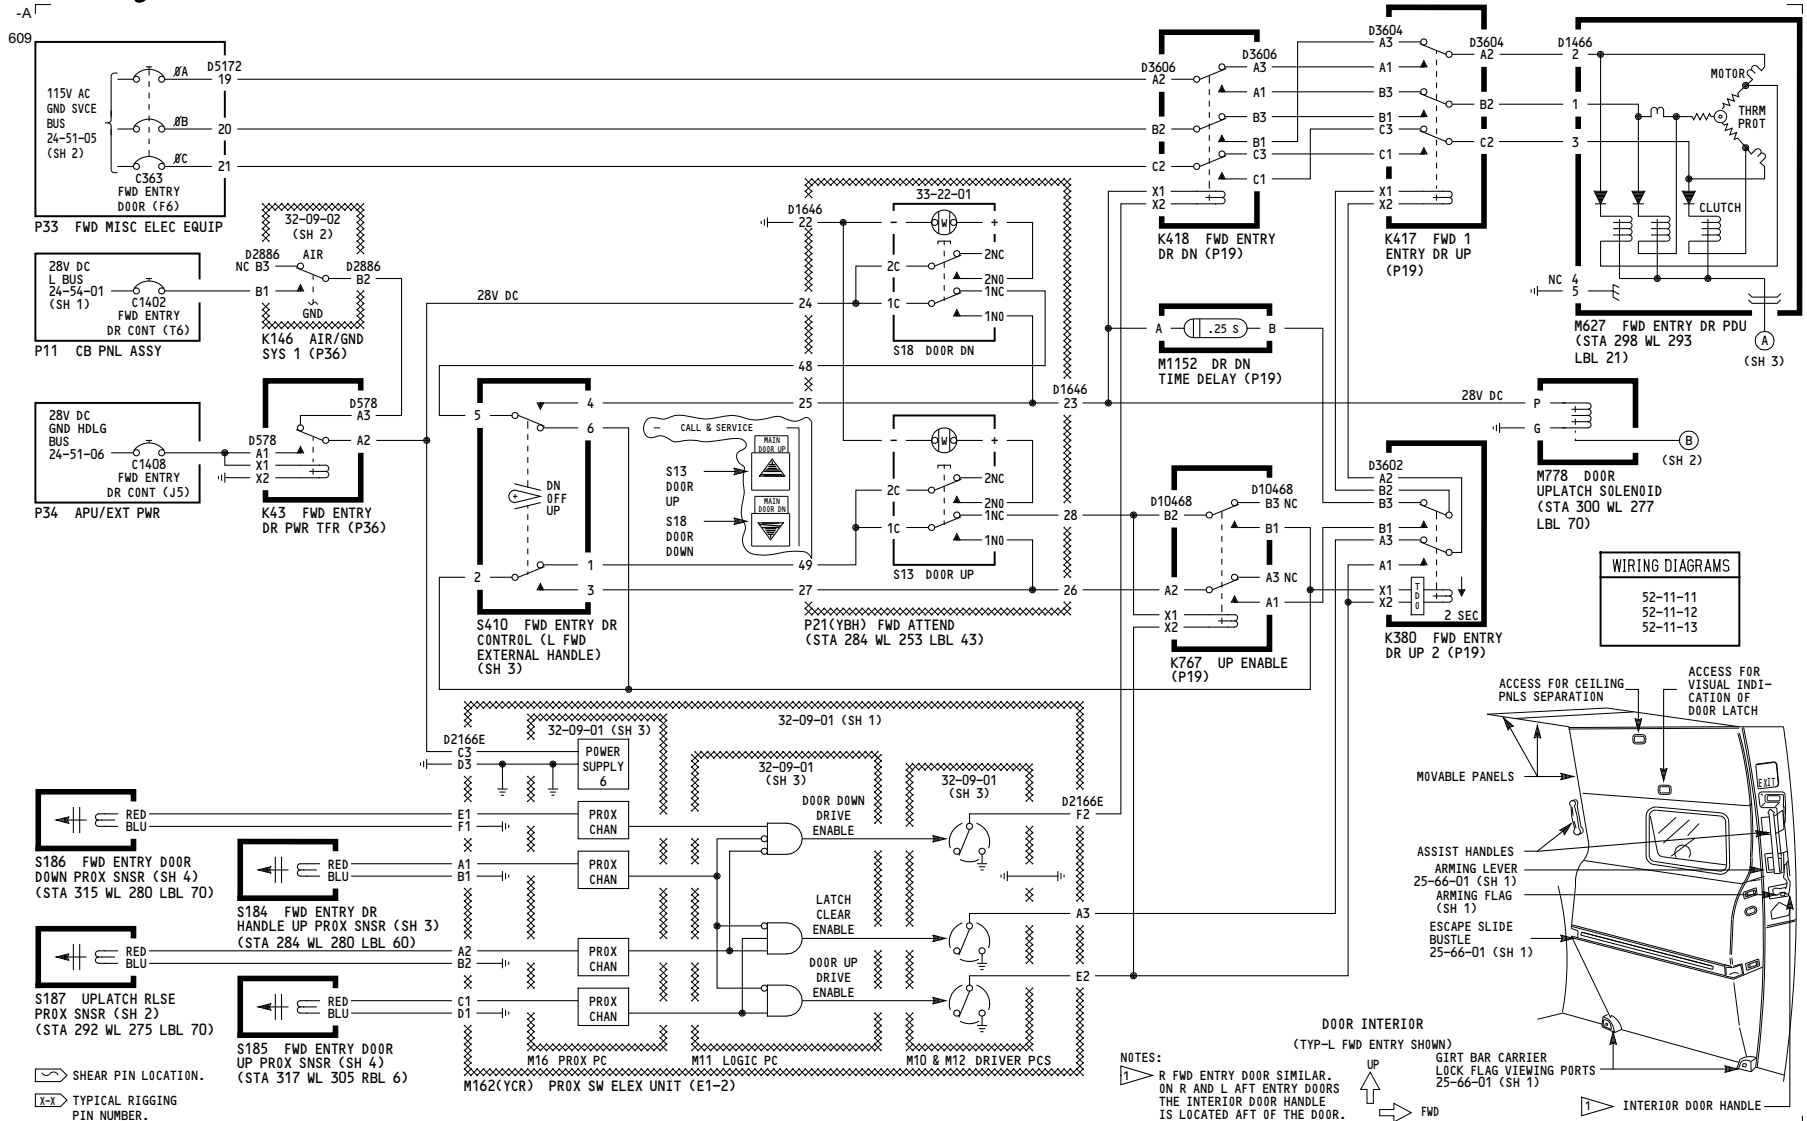 -A
609
115V AC
GND SVCE
BUS
24-51-05
(SH 2)
ØA
ØB
ØC
C363
FWD ENTRY
DOOR (F6)
D5172
19
20
21
P33 FWD MISC ELEC EQUIP
28V DC
L BUS
24-54-01
(SH 1)
C1402
FWD ENTRY
DR CONT (T6)
P11 CB PNL ASSY
32-09-02
(SH 2)
D2886
NC B3
AIR
D2886
B2
B1
GND
K146 AIR/GND
SYS 1 (P36)
28V DC
GND HDLG
BUS
24-51-06
C1408
FWD ENTRY
DR CONT (J5)
P34 APU/EXT PWR
D578
A3
A2
D578
A1
X1
X2
K43 FWD ENTRY
DR PWR TFR (P36)
28V DC
5
4
6
DN
OFF
UP
2
1
3
S410 FWD ENTRY DR
CONTROL (L FWD
EXTERNAL HANDLE)
(SH 3)
CALL & SERVICE
MAIN
DOOR UP
MAIN
DOOR DN
S13
DOOR
UP
S18
DOOR
DOWN
D1646
22
24
48
25
49
27
33-22-01
- W +
2C
2NC
2NO
1C
1NC
1NO
S18 DOOR DN
- W +
2C
2NC
2NO
1C
1NC
1NO
S13 DOOR UP
D1646
23
28
26
P21(YBH) FWD ATTEND
(STA 284 WL 253 LBL 43)
D3606
A2
B2
C2
X1
X2
D3606
A3
A1
B3
B1
C3
C1
K418 FWD ENTRY
DR DN (P19)
D3604
A3
A1
B3
B1
C3
C1
X1
X2
D3604
A2
B2
C2
K417 FWD 1
ENTRY DR UP
(P19)
D1466
2
1
3
NC 4
5
MOTOR
THRM
PROT
CLUTCH
M627 FWD ENTRY DR PDU
(STA 298 WL 293
LBL 21)
A
(SH 3)
A
.25 S
B
M1152 DR DN
TIME DELAY (P19)
28V DC
P
G
B
(SH 2)
M778 DOOR
UPLATCH SOLENOID
(STA 300 WL 277
LBL 70)
D10468
B2
A2
X1
X2
D10468
B3 NC
B1
A3 NC
A1
K767 UP ENABLE
(P19)
D3602
A2
B2
B3
B1
A3
A1
X1
X2
T
D
O
2 SEC
K380 FWD ENTRY
DR UP 2 (P19)
WIRING DIAGRAMS
52-11-11
52-11-12
52-11-13
32-09-01 (SH 1)
32-09-01 (SH 3)
D2166E
C3
D3
POWER
SUPPLY
6
32-09-01
(SH 3)
32-09-01
(SH 3)
D2166E
F2
A3
E2
RED
BLU
E1
F1
PROX
CHAN
DOOR DOWN
DRIVE
ENABLE
S186 FWD ENTRY DOOR
DOWN PROX SNSR (SH 4)
(STA 315 WL 280 LBL 70)
RED
BLU
A1
B1
PROX
CHAN
S184 FWD ENTRY DR
HANDLE UP PROX SNSR (SH 3)
(STA 284 WL 280 LBL 60)
LATCH
CLEAR
ENABLE
RED
BLU
A2
B2
PROX
CHAN
S187 UPLATCH RLSE
PROX SNSR (SH 2)
(STA 292 WL 275 LBL 70)
DOOR UP
DRIVE
ENABLE
RED
BLU
C1
D1
PROX
CHAN
S185 FWD ENTRY DOOR
UP PROX SNSR (SH 4)
(STA 317 WL 305 RBL 6)
M16 PROX PC
M11 LOGIC PC
M10 & M12 DRIVER PCS
M162(YCR) PROX SW ELEX UNIT (E1-2)
SHEAR PIN LOCATION.
X-X TYPICAL RIGGING
PIN NUMBER.
NOTES:
1 R FWD ENTRY DOOR SIMILAR.
ON R AND L AFT ENTRY DOORS
THE INTERIOR DOOR HANDLE
IS LOCATED AFT OF THE DOOR.
DOOR INTERIOR
(TYP-L FWD ENTRY SHOWN)
UP
FWD
ACCESS FOR CEILING
PNLS SEPARATION
ACCESS FOR
VISUAL INDI-
CATION OF
DOOR LATCH
MOVABLE PANELS
EXIT
ASSIST HANDLES
ARMING LEVER
25-66-01 (SH 1)
ARMING FLAG
(SH 1)
ESCAPE SLIDE
BUSTLE
25-66-01 (SH 1)
GIRT BAR CARRIER
LOCK FLAG VIEWING PORTS
25-66-01 (SH 1)
1 INTERIOR DOOR HANDLE